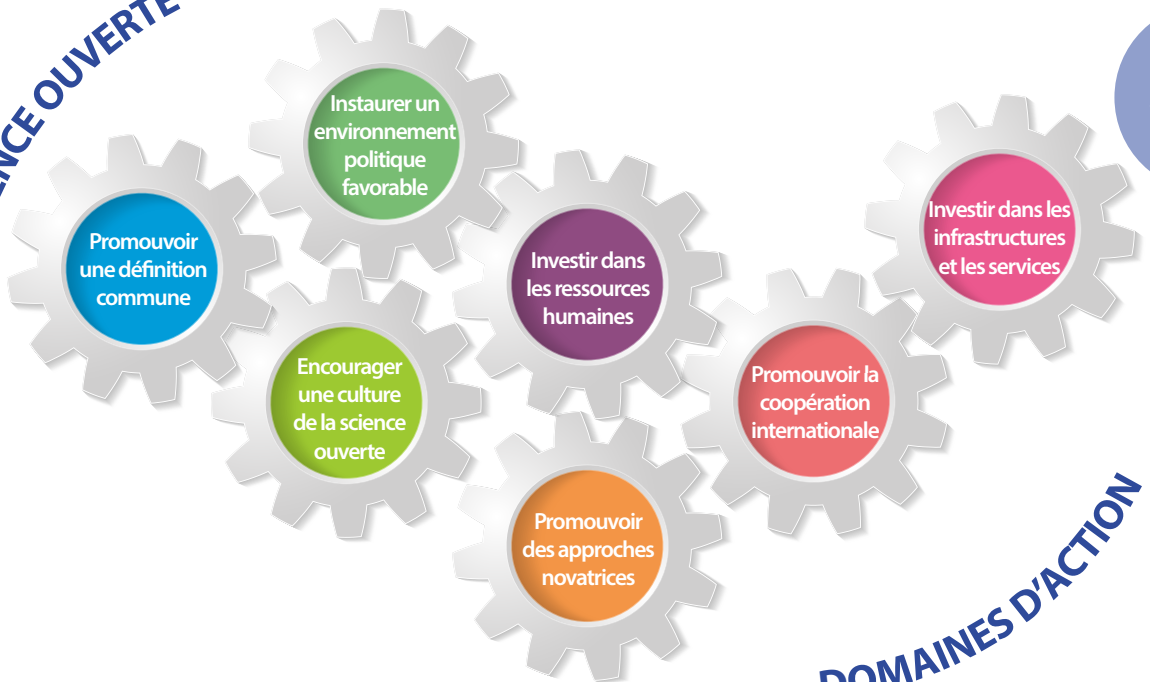 OUVERTE
Instaurer un
environnement
politique
favorable
Promouvoir
une définition
commune
Investir dans les
infrastructures
et les services
Investir dans
les ressources
humaines
Encourager
une culture
de la science
ouverte
Promouvoir la
coopération
internationale
Promouvoir
des approches
novatrices
DOMAINES D'ACTION